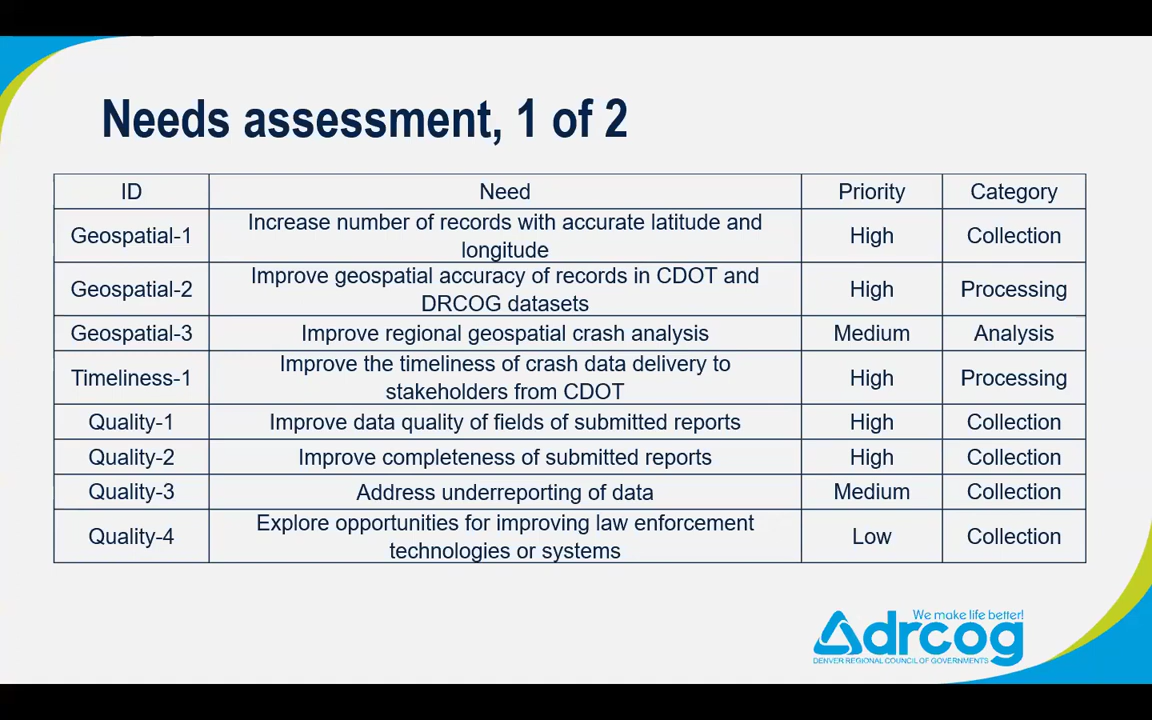 Needs assessment, 1 of 2
ID Need Priority Category
Geospatial-1 Increase number of records with accurate latitude and longitude High Collection
Geospatial-2 Improve geospatial accuracy of records in CDOT and DRCOG datasets High Processing
Geospatial-3 Improve regional geospatial crash analysis Medium Analysis
Timeliness-1 Improve the timeliness of crash data delivery to stakeholders from CDOT High Processing
Quality-1 Improve data quality of fields of submitted reports High Collection
Quality-2 Improve completeness of submitted reports High Collection
Quality-3 Address underreporting of data Medium Collection
Quality-4 Explore opportunities for improving law enforcement technologies or systems Low Collection
We make life better!
drcog
DENVER REGIONAL COUNCIL OF GOVERNMENTS